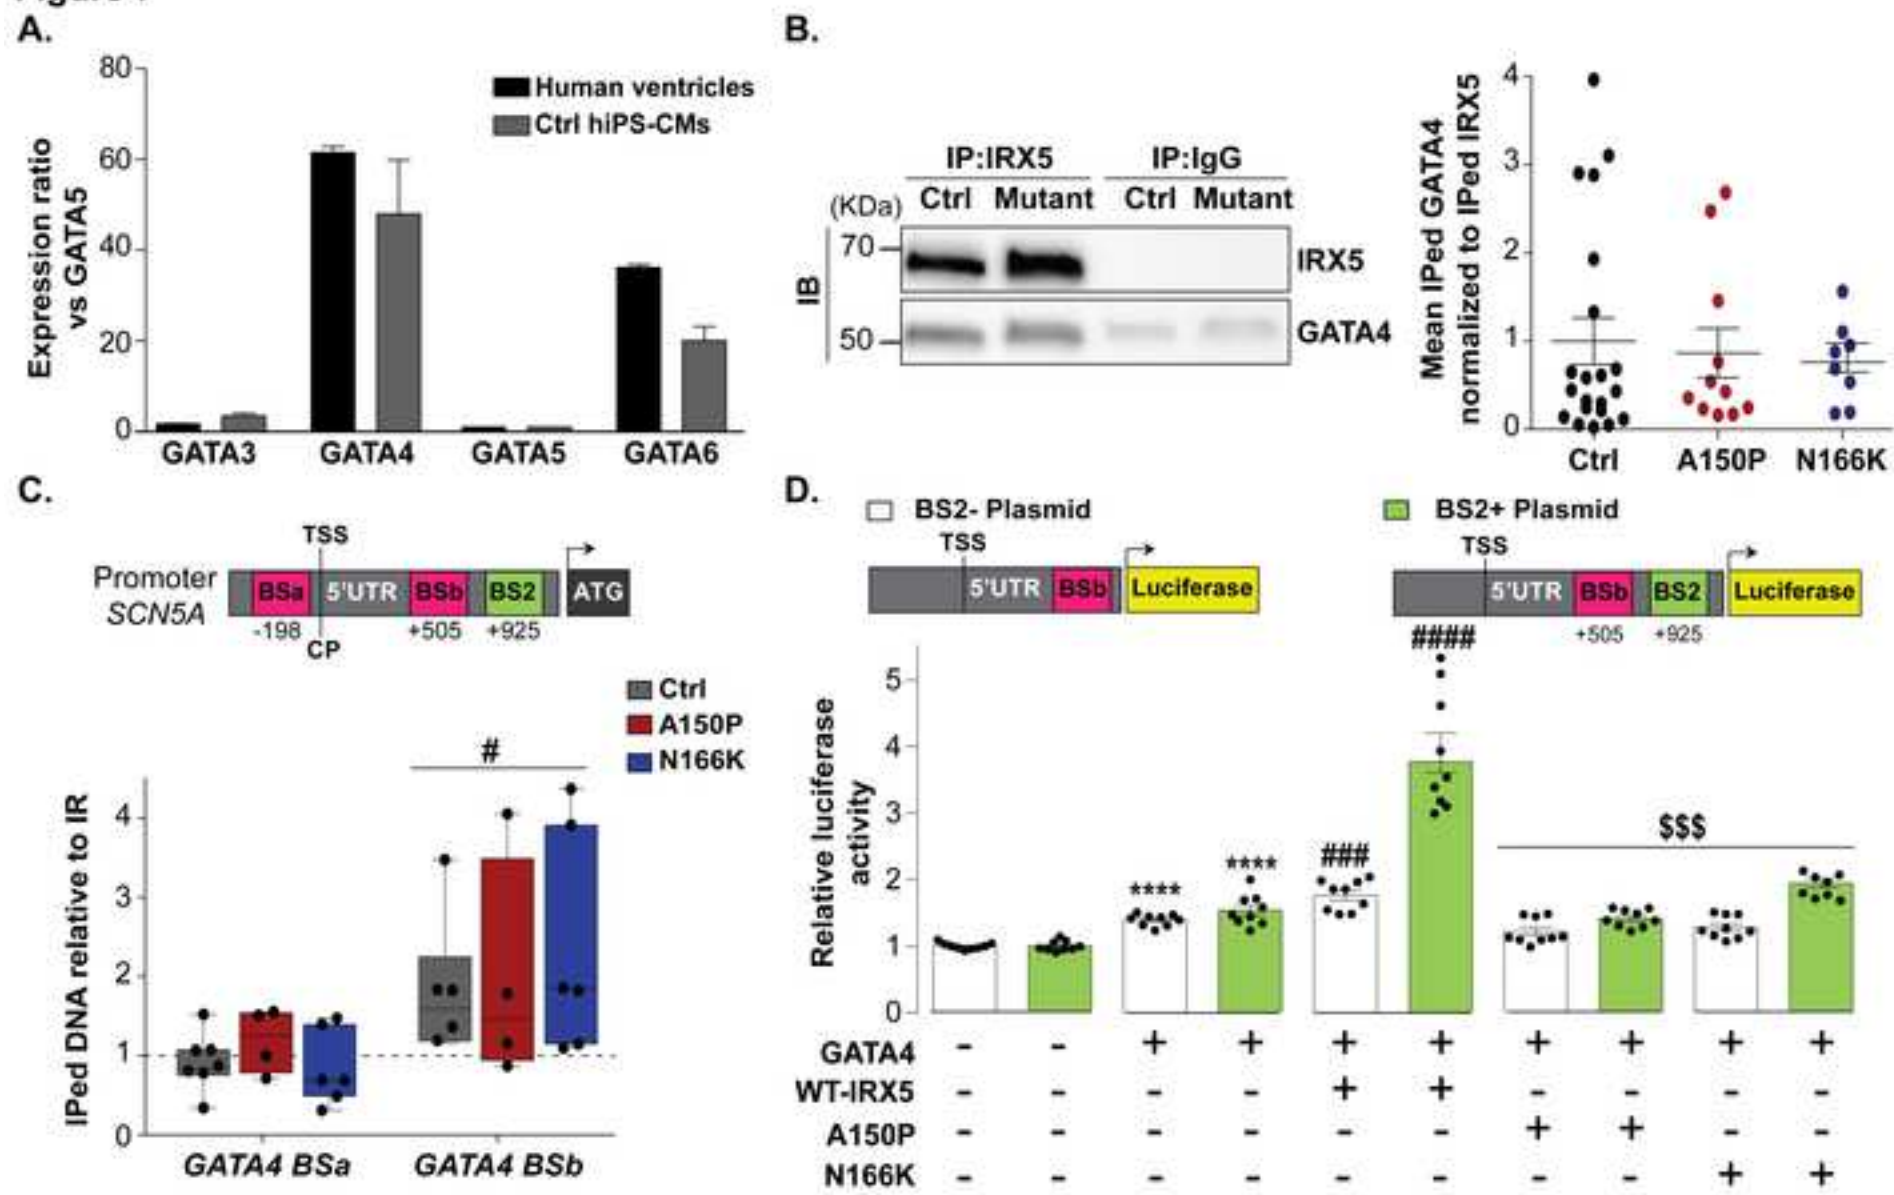 A.
80
60
40
20
0
Expression ratio
vs GATA5
Human ventricles
Ctrl hiPS-CMs
GATA3 GATA4 GATA5 GATA6
B.
IP:IRX5 IP:IgG
(KDa) Ctrl Mutant Ctrl Mutant
70 IRX5
IB
50 GATA4
Mean IPed GATA4
normalized to IPed IRX5
4
3
2
1
0
Ctrl A150P N166K
C.
TSS
Promoter
SCN5A
BSa 5'UTR BSb BS2 ATG
-198 +505 +925
CP
Ctrl
A150P
N166K
#
IPed DNA relative to IR
4
3
2
1
0
GATA4 BSa GATA4 BSb
D.
BS2- Plasmid BS2+ Plasmid
TSS TSS
5'UTR BSb Luciferase
5'UTR BSb BS2 Luciferase
+505 +925
Relative luciferase
activity
5
4
3
2
1
0
**** **** ### #### $$$
GATA4 - - + + + + + + + +
WT-IRX5 - - - - + + - - - -
A150P - - - - - - + + - -
N166K - - - - - - - - + +